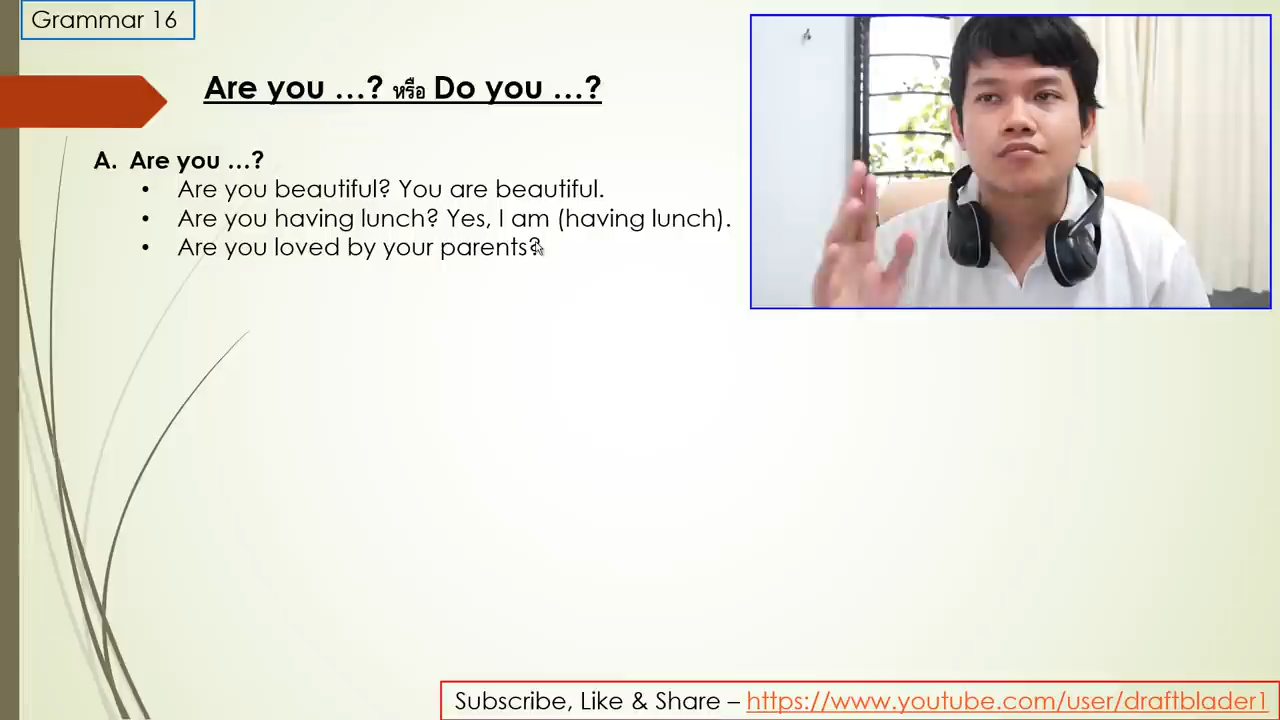 Grammar 16
Are you ...? หรือ Do you ...?
A. Are you ...?
• Are you beautiful? You are beautiful.
• Are you having lunch? Yes, I am (having lunch).
• Are you loved by your parents?
Subscribe, Like & Share – https://www.youtube.com/user/draftblader1